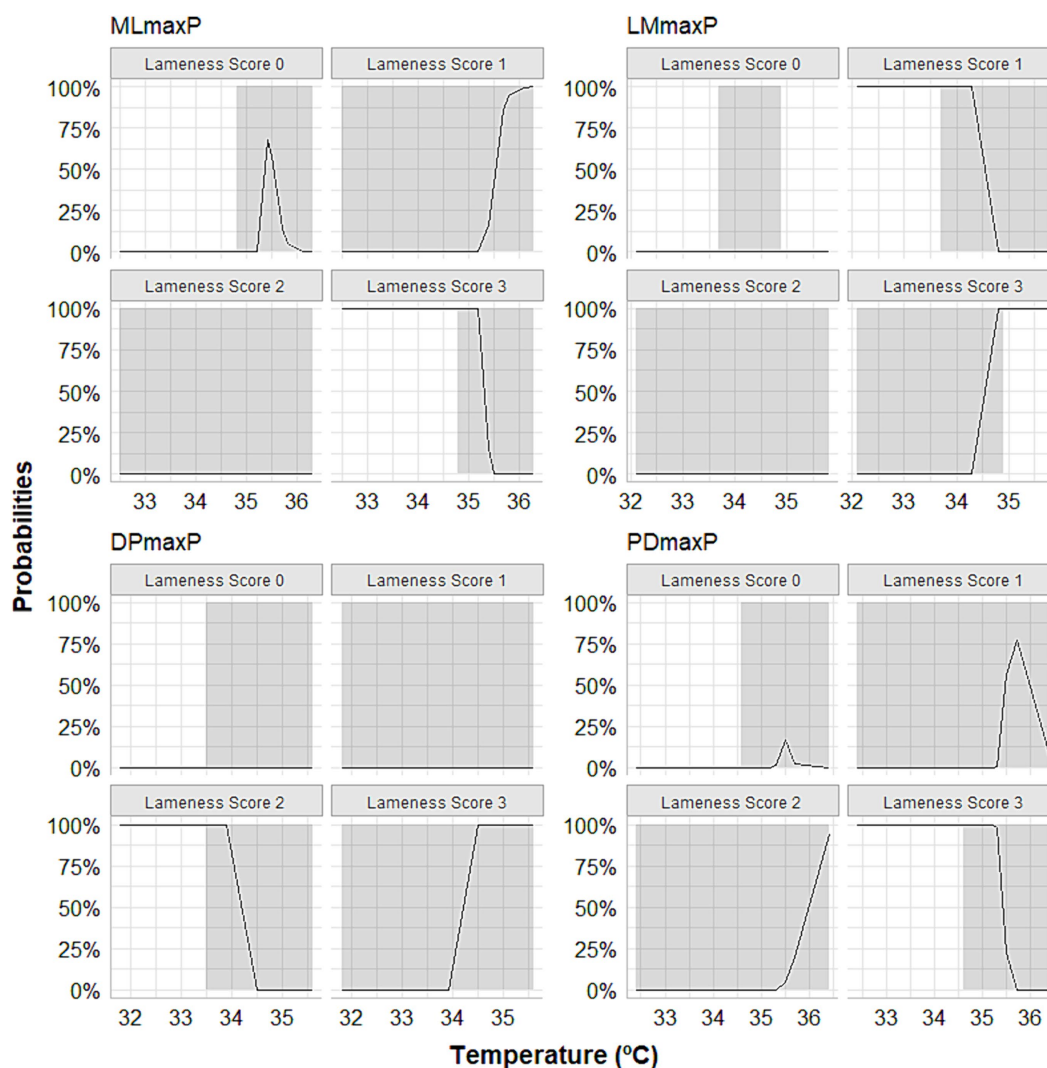 MLmaxP LMmaxP
Lameness Score 0 Lameness Score 1 Lameness Score 0 Lameness Score 1
100% 100%
75% 75%
50% 50%
25% 25%
0% 0%
Lameness Score 2 Lameness Score 3 Lameness Score 2 Lameness Score 3
100% 100%
75% 75%
50% 50%
25% 25%
0% 0%
33 34 35 36 33 34 35 36 32 33 34 35 32 33 34 35
Probabilities
DPmaxP PDmaxP
Lameness Score 0 Lameness Score 1 Lameness Score 0 Lameness Score 1
100% 100%
75% 75%
50% 50%
25% 25%
0% 0%
Lameness Score 2 Lameness Score 3 Lameness Score 2 Lameness Score 3
100% 100%
75% 75%
50% 50%
25% 25%
0% 0%
32 33 34 35 32 33 34 35 33 34 35 36 33 34 35 36
Temperature (ºC)